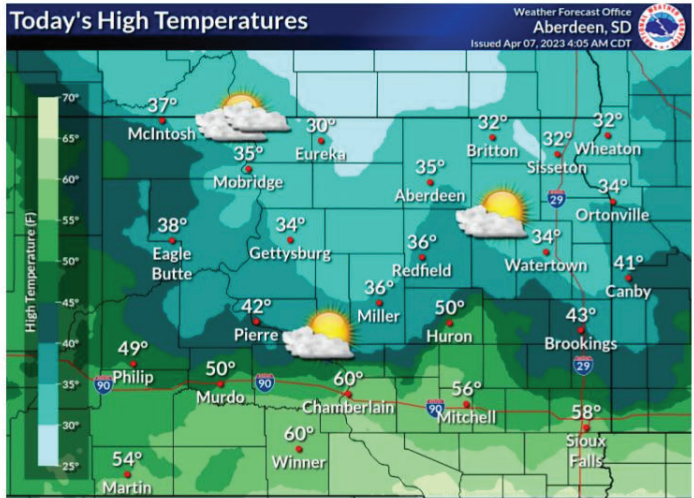 Today's High Temperatures
Weather Forecast Office
Aberdeen, SD
Issued Apr 07, 2023 4:05 AM CDT
NATIONAL WEATHER SERVICE
High Temperature (F)
70°
65°
60°
55°
50°
45°
40°
35°
30°
25°
37°
McIntosh
30°
Eureka
32°
Britton
32°
Sisseton
32°
Wheaton
35°
Mobridge
35°
Aberdeen
29
34°
Ortonville
38°
Eagle
Butte
34°
Gettysburg
36°
Redfield
34°
Watertown
41°
Canby
42°
Pierre
36°
Miller
50°
Huron
43°
Brookings
29
49°
Philip
90
50°
Murdo
90
60°
Chamberlain
90
56°
Mitchell
58°
Sioux
Falls
54°
Martin
60°
Winner